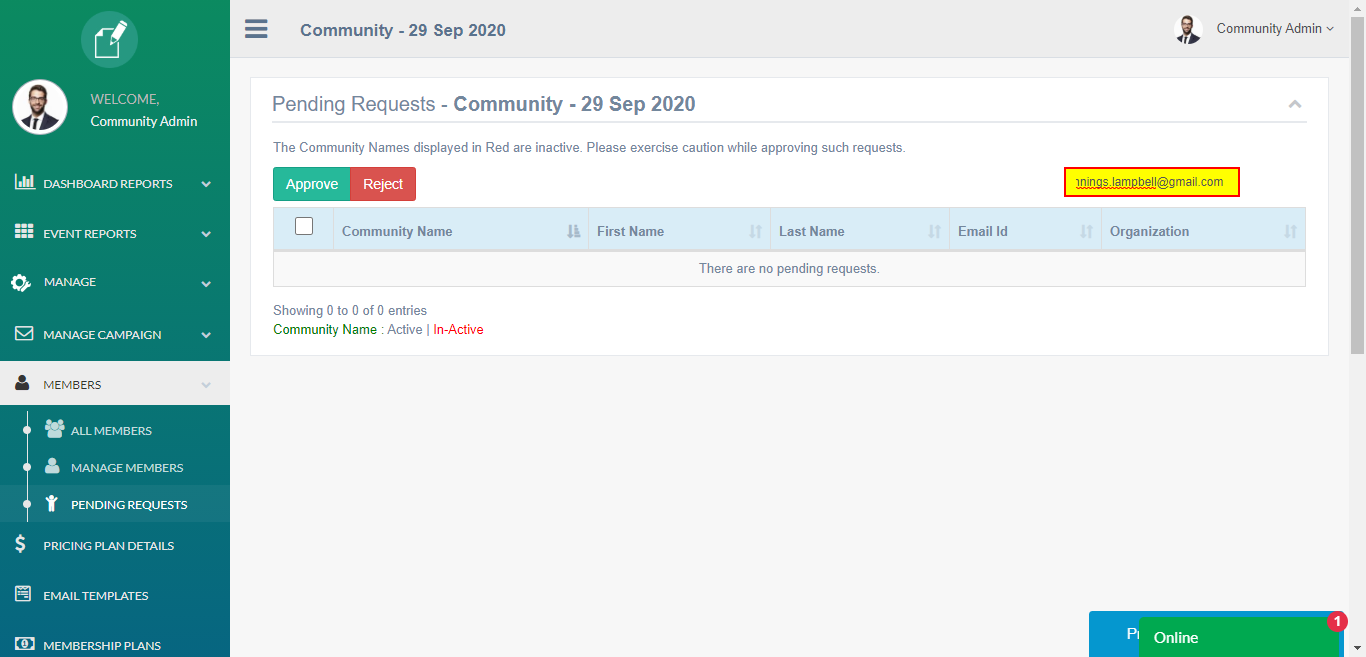 Community - 29 Sep 2020
Community Admin
WELCOME,
Community Admin
DASHBOARD REPORTS
EVENT REPORTS
MANAGE
MANAGE CAMPAIGN
MEMBERS
ALL MEMBERS
MANAGE MEMBERS
PENDING REQUESTS
PRICING PLAN DETAILS
EMAIL TEMPLATES
MEMBERSHIP PLANS
Pending Requests - Community - 29 Sep 2020
The Community Names displayed in Red are inactive. Please exercise caution while approving such requests.
Approve Reject
nnings.lampbell@gmail.com
Community Name First Name Last Name Email Id Organization
There are no pending requests.
Showing 0 to 0 of 0 entries
Community Name : Active | In-Active
Online
1